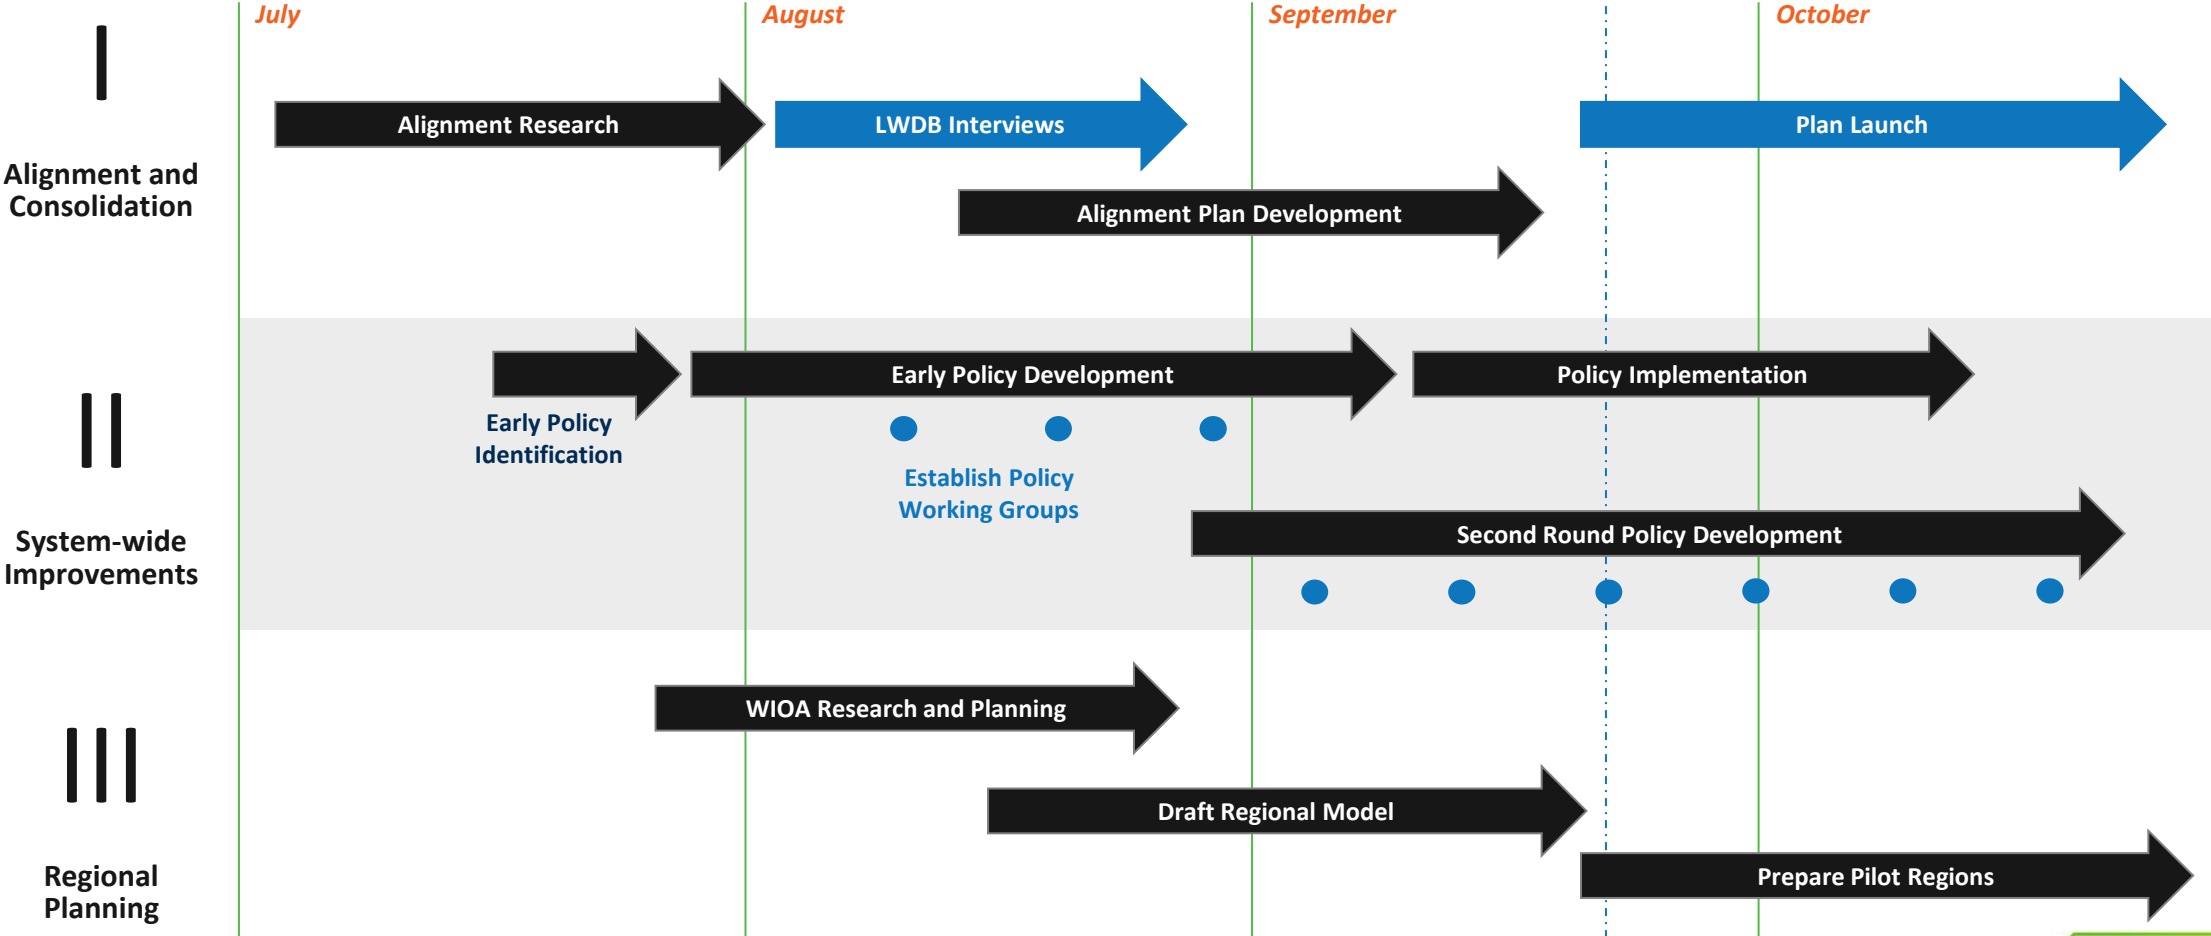 July
August
September
October
I
Alignment and
Consolidation
Alignment Research
LWDB Interviews
Plan Launch
Alignment Plan Development
II
System-wide
Improvements
Early Policy Development
Policy Implementation
Early Policy
Identification
Establish Policy
Working Groups
Second Round Policy Development
III
Regional
Planning
WIOA Research and Planning
Draft Regional Model
Prepare Pilot Regions